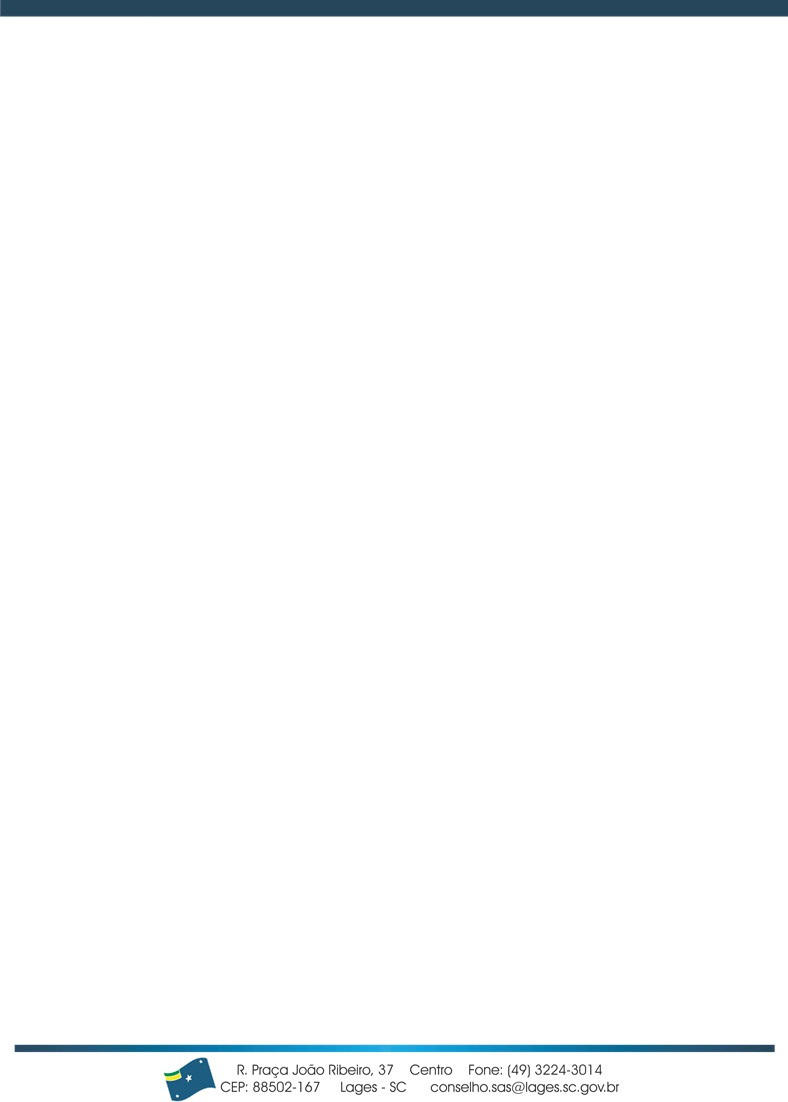 R. Praça João Ribeiro, 37 Centro Fone: (49) 3224-3014
CEP: 88502-167 Lages - SC conselho.sas@lages.sc.gov.br